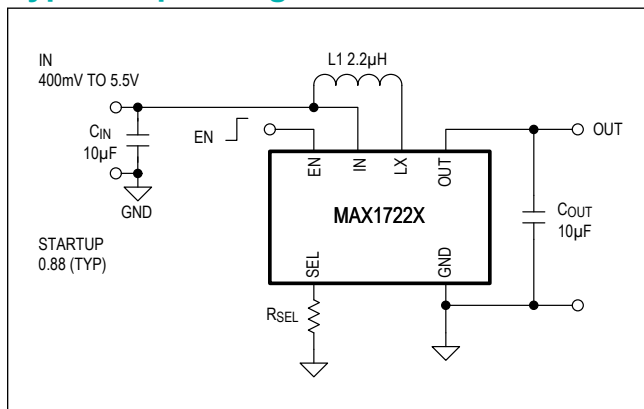 IN
400mV TO 5.5V
L1 2.2µH
CIN
10µF
EN
GND
STARTUP
0.88 (TYP)
EN
IN
LX
OUT
MAX1722X
SEL
GND
RSEL
OUT
COUT
10µF